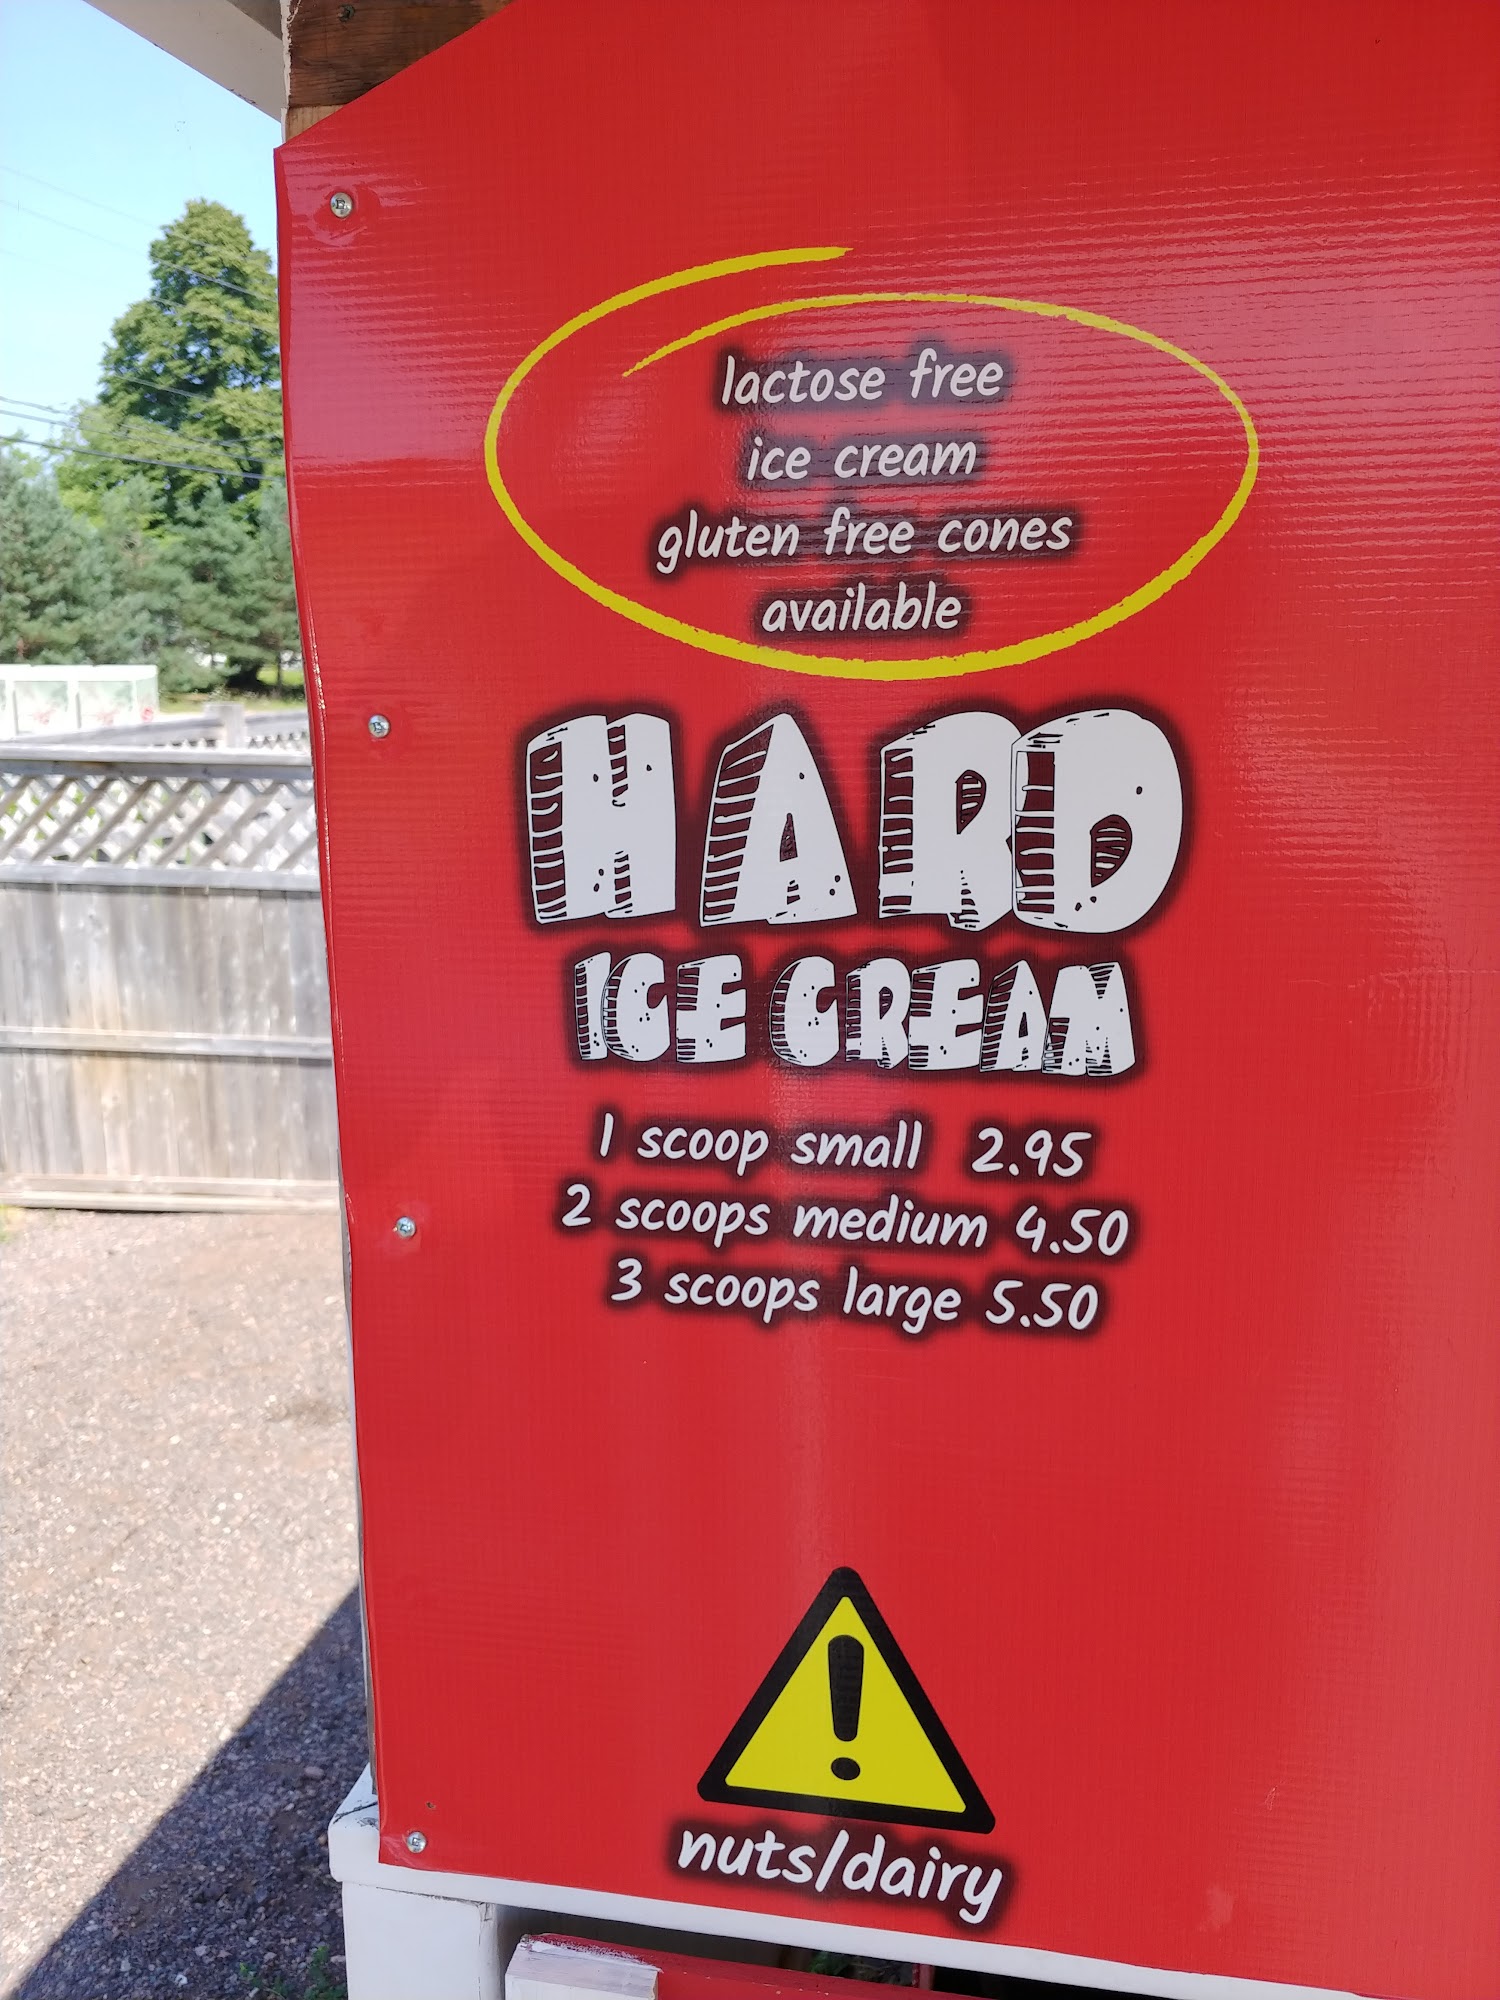 lactose free
ice cream
gluten free cones
available
HARD
ICE CREAM
1 scoop small 2.95
2 scoops medium 4.50
3 scoops large 5.50
!
nuts/dairy